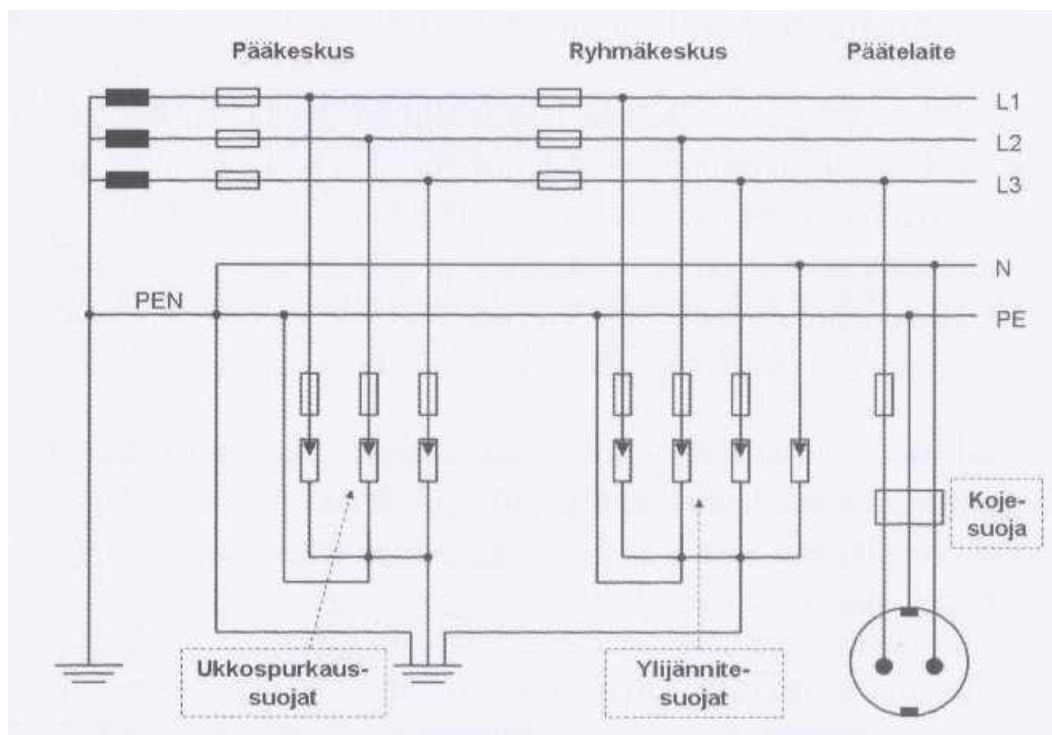 Pääkeskus
Ryhmäkeskus
Päätelaite
L1
L2
L3
N
PEN
PE
Koje-
suoja
Ukkospurkaus-
suojat
Ylijännite-
suojat